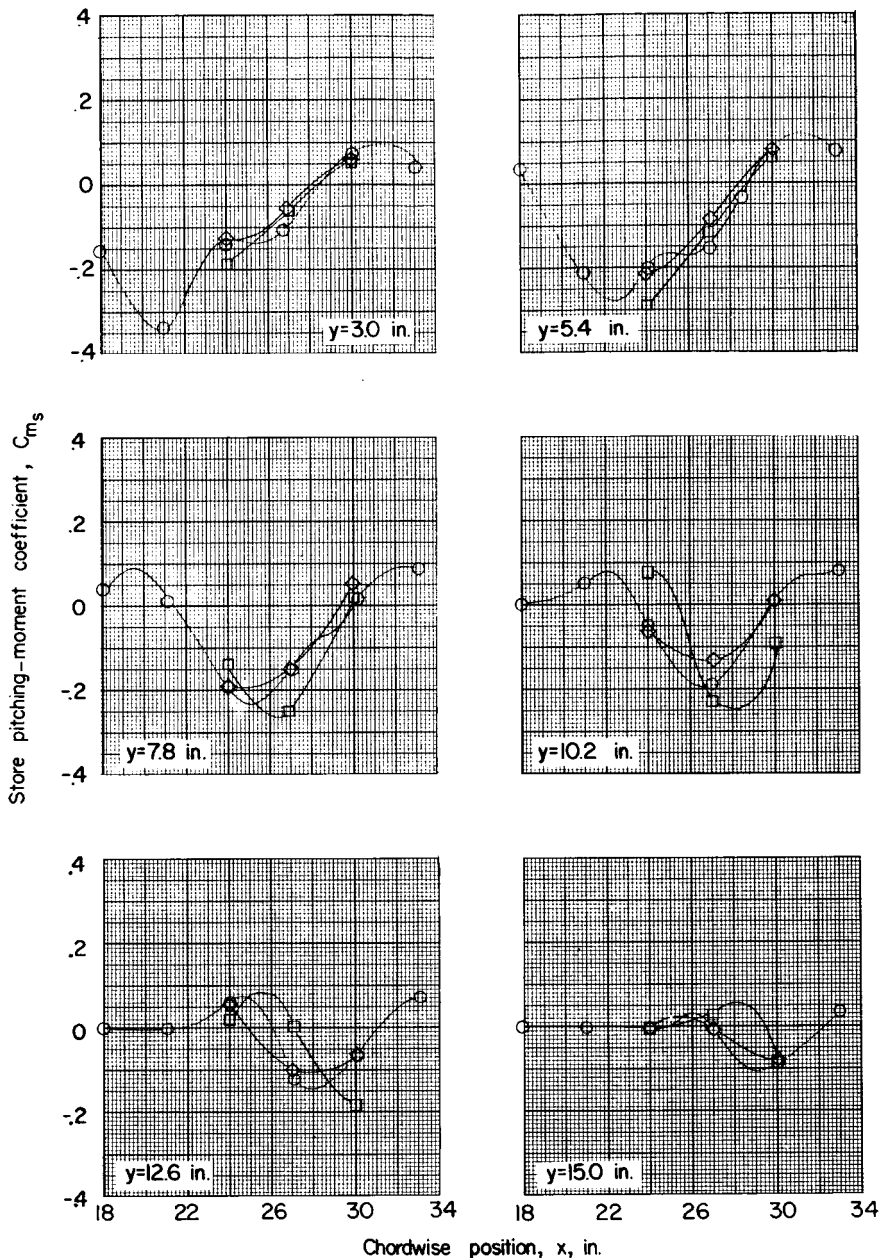 .4
.2
0
-.2
-.4
y=3.0 in.
y=5.4 in.
Store pitching-moment coefficient, Cms
.4
.2
0
-.2
-.4
y=7.8 in.
y=10.2 in.
.4
.2
0
-.2
-.4
y=12.6 in.
y=15.0 in.
18 22 26 30 34
18 22 26 30 34
Chordwise position, x, in.